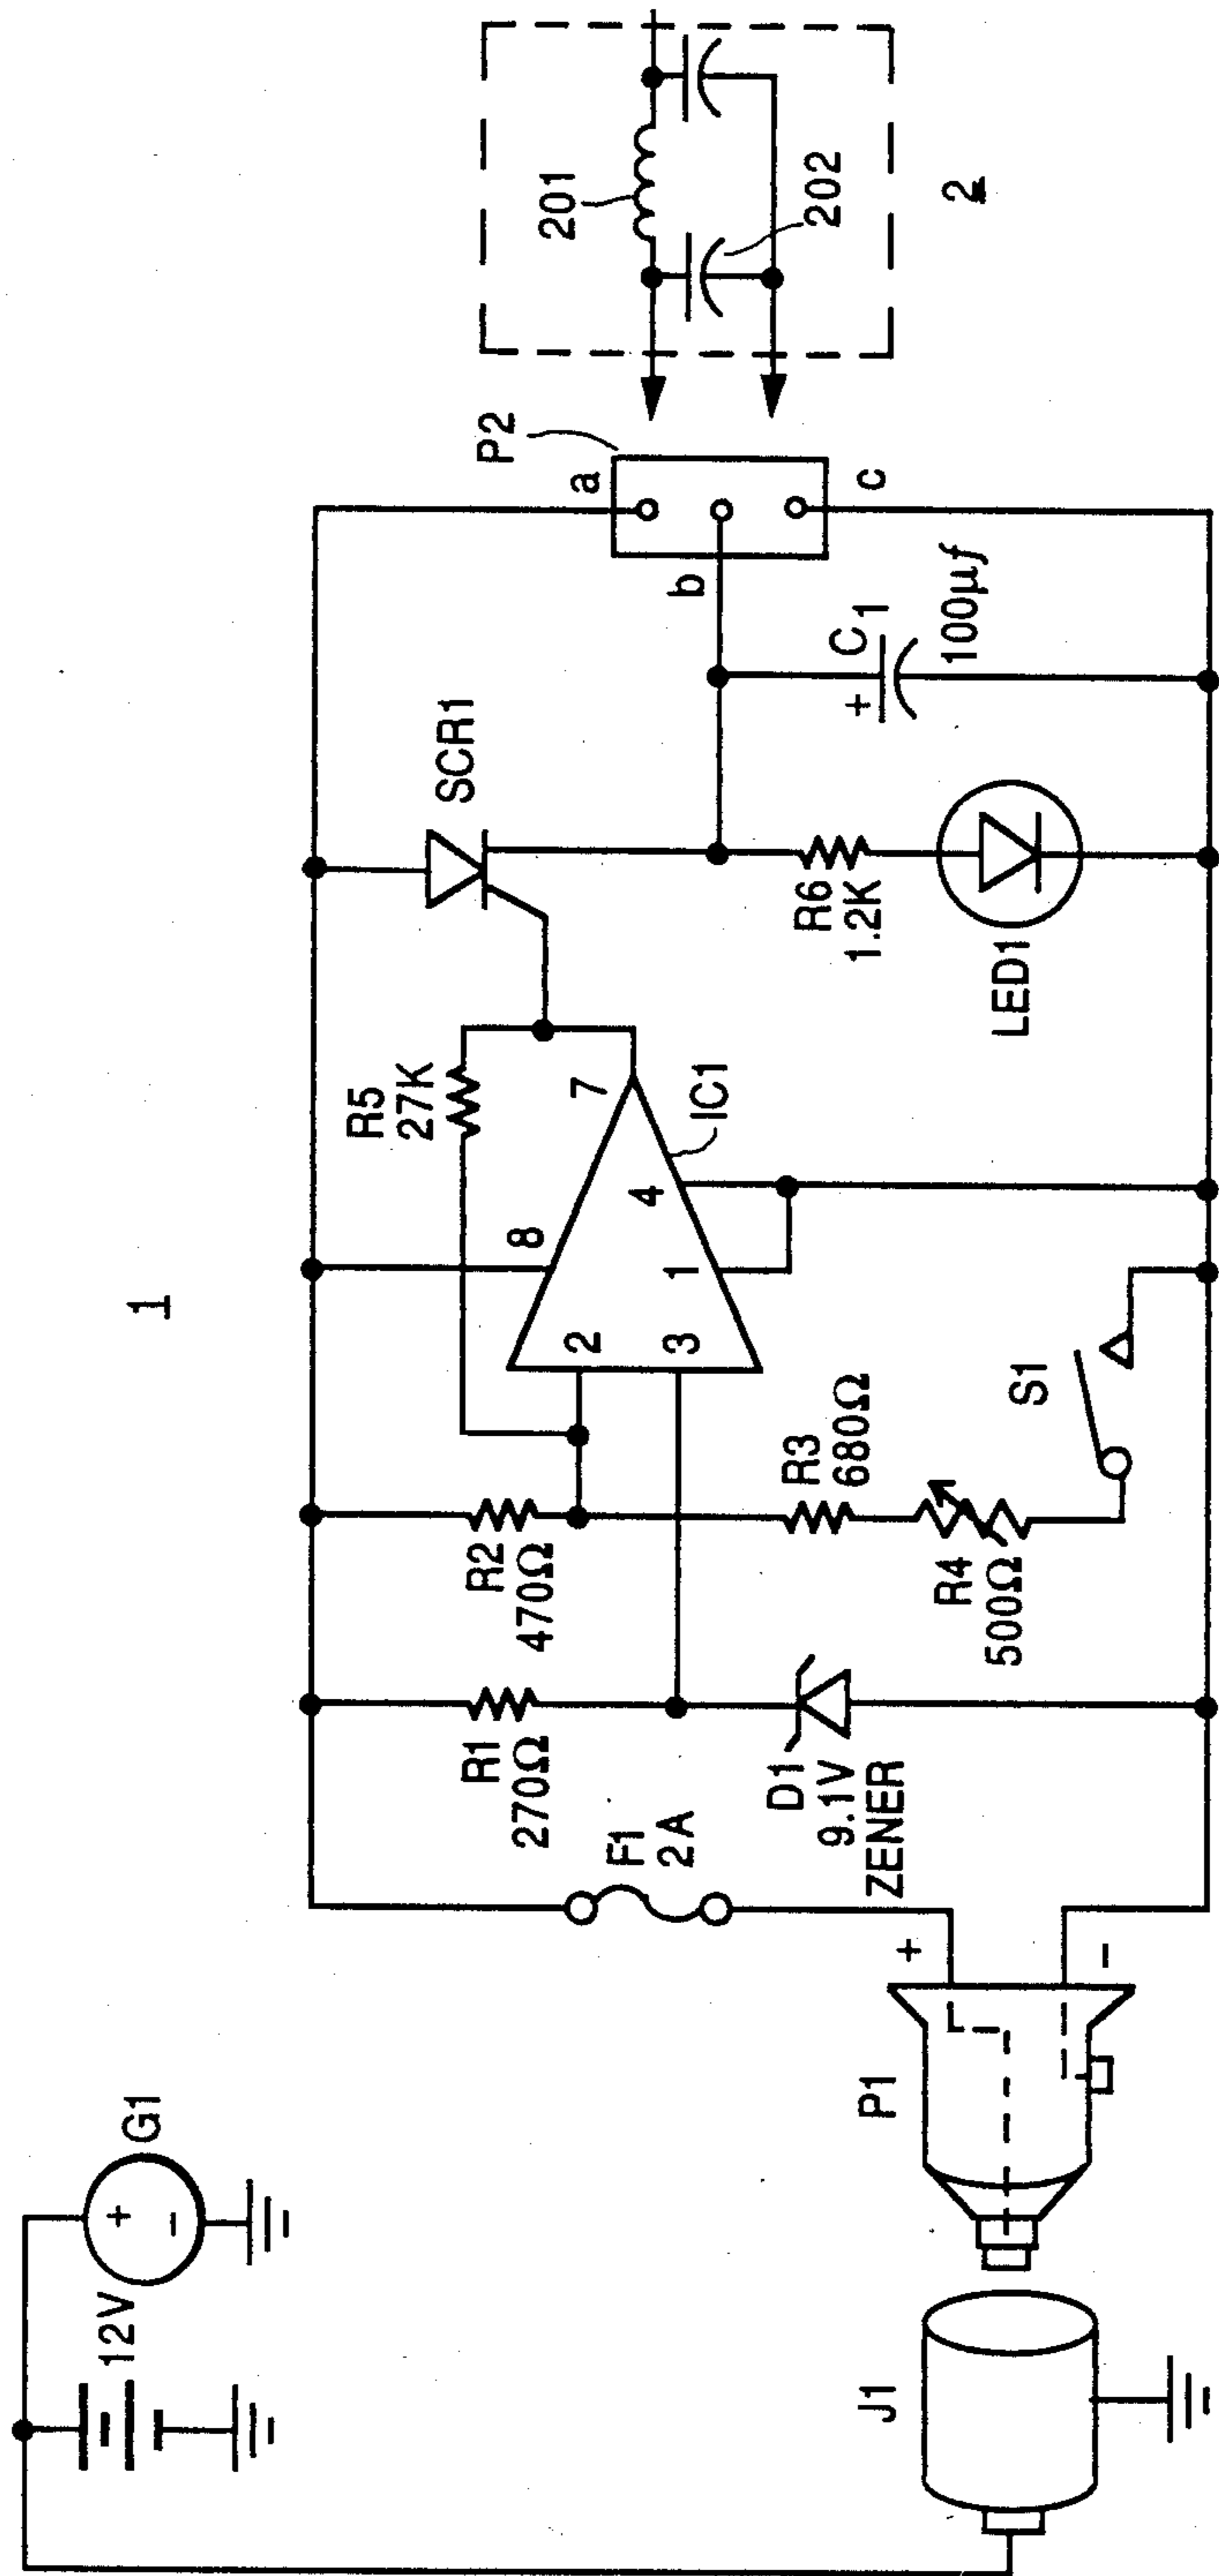 1
12V
+
-
G1
J1
P1
+
-
F1
2A
R1
270Ω
D1
9.1V
ZENER
R2
470Ω
R3
680Ω
R4
500Ω
S1
2
3
8
1
4
7
IC1
R5
27K
SCR1
R6
1.2K
LED1
+
C1
100μf
P2
a
b
c
201
202
2